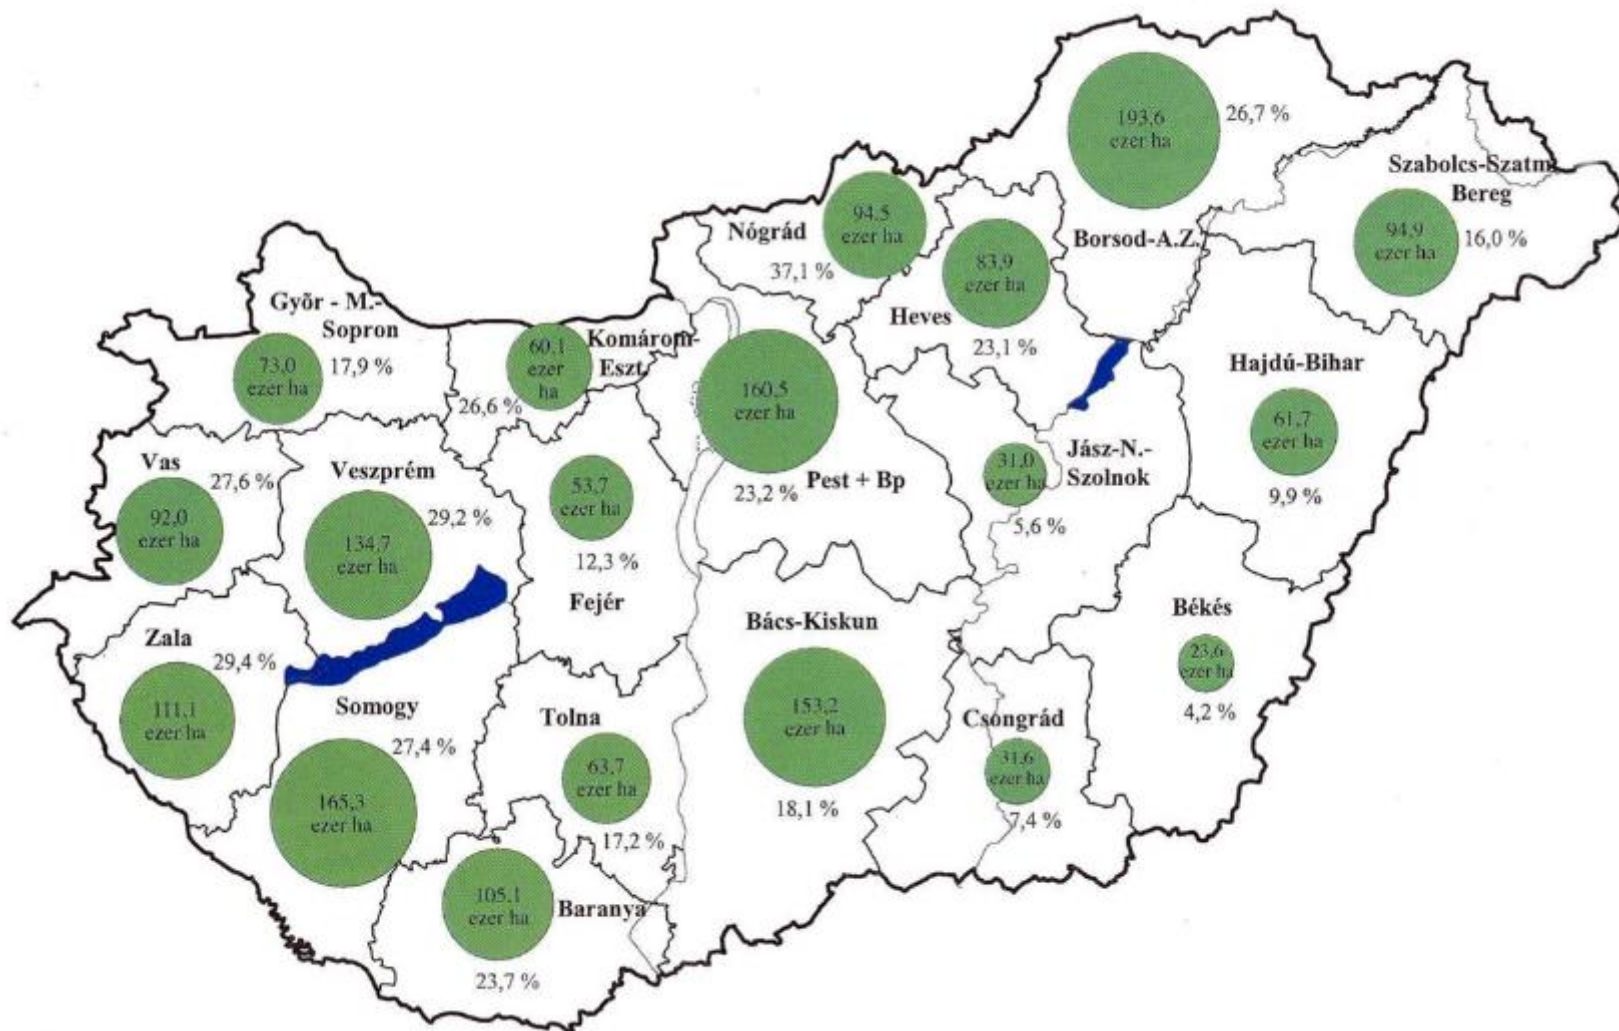 193,6
ezer ha
26,7 %
Borsod-A.Z.
Szabolcs-Szatm.
Bereg
94,9
ezer ha
16,0 %
Nógrád
94,5
ezer ha
37,1 %
83,9
ezer ha
Heves
23,1 %
Győr - M.-
Sopron
73,0
ezer ha
17,9 %
Komárom-
Eszt.
60,1
ezer
ha
26,6 %
160,5
ezer ha
23,2 %
Pest + Bp
Hajdú-Bihar
61,7
ezer ha
9,9 %
Jász-N.-
Szolnok
31,0
ezer ha
5,6 %
Vas
27,6 %
92,0
ezer ha
Veszprém
29,2 %
134,7
ezer ha
53,7
ezer ha
12,3 %
Fejér
Zala
29,4 %
111,1
ezer ha
Somogy
27,4 %
165,3
ezer ha
Tolna
63,7
ezer ha
17,2 %
Bács-Kiskun
153,2
ezer ha
18,1 %
Csongrád
31,6
ezer ha
7,4 %
Békés
23,6
ezer ha
4,2 %
105,1
ezer ha
Baranya
23,7 %